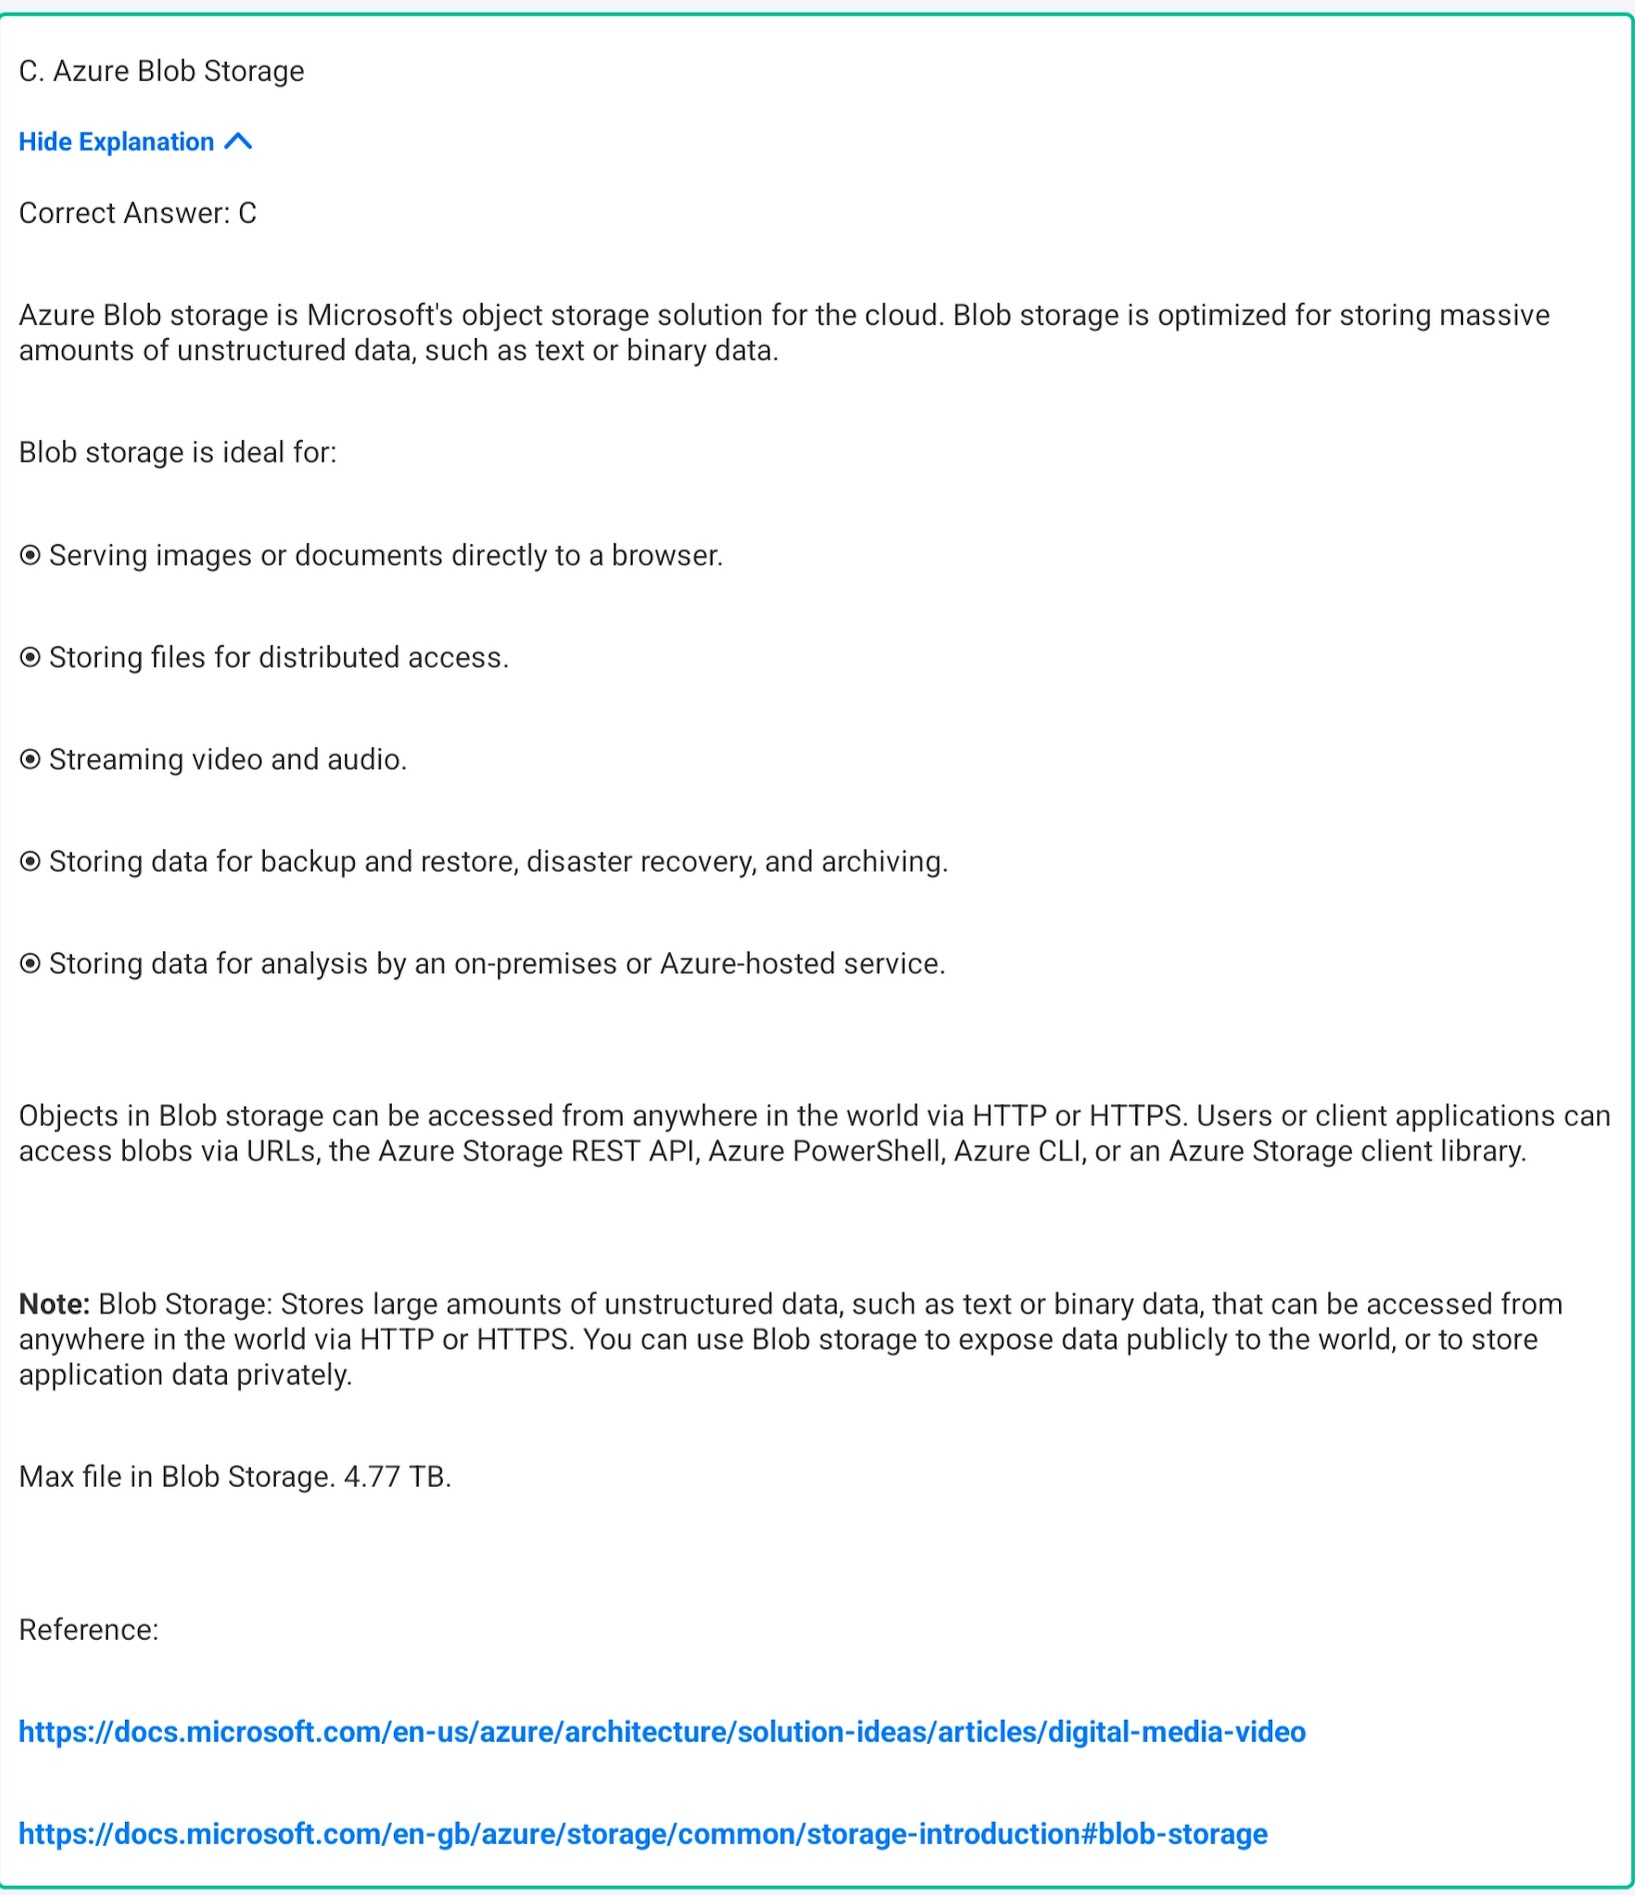 C. Azure Blob Storage
Hide Explanation
Correct Answer: C
Azure Blob storage is Microsoft's object storage solution for the cloud. Blob storage is optimized for storing massive
amounts of unstructured data, such as text or binary data.
Blob storage is ideal for:
Serving images or documents directly to a browser.
Storing files for distributed access.
Streaming video and audio.
Storing data for backup and restore, disaster recovery, and archiving.
Storing data for analysis by an on-premises or Azure-hosted service.
Objects in Blob storage can be accessed from anywhere in the world via HTTP or HTTPS. Users or client applications can
access blobs via URLs, the Azure Storage REST API, Azure PowerShell, Azure CLI, or an Azure Storage client library.
Note: Blob Storage: Stores large amounts of unstructured data, such as text or binary data, that can be accessed from
anywhere in the world via HTTP or HTTPS. You can use Blob storage to expose data publicly to the world, or to store
application data privately.
Max file in Blob Storage. 4.77 TB.
Reference:
https://docs.microsoft.com/en-us/azure/architecture/solution-ideas/articles/digital-media-video
https://docs.microsoft.com/en-gb/azure/storage/common/storage-introduction#blob-storage